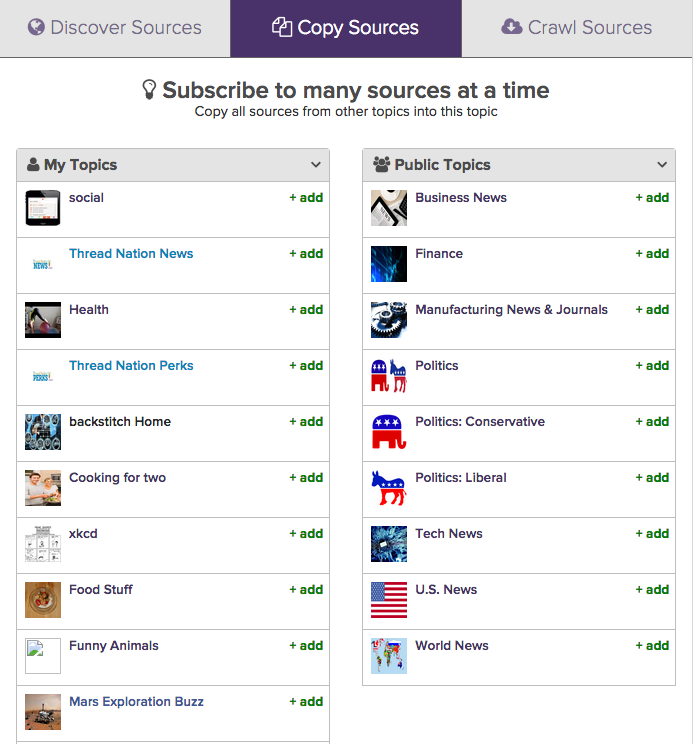 Discover Sources
Copy Sources
Crawl Sources
Subscribe to many sources at a time
Copy all sources from other topics into this topic
My Topics
social + add
Thread Nation News + add
Health + add
Thread Nation Perks + add
backstitch Home + add
Cooking for two + add
xkcd + add
Food Stuff + add
Funny Animals + add
Mars Exploration Buzz + add
Public Topics
Business News + add
Finance + add
Manufacturing News & Journals + add
Politics + add
Politics: Conservative + add
Politics: Liberal + add
Tech News + add
U.S. News + add
World News + add
NEWS
PERKS